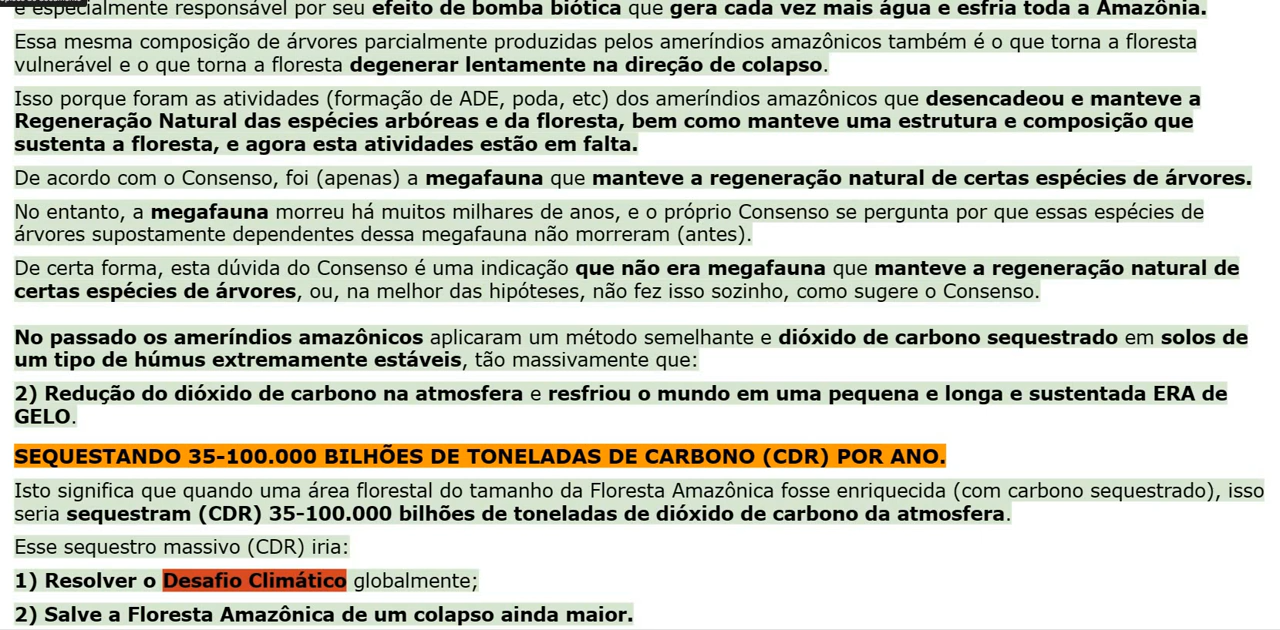 é especialmente responsável por seu efeito de bomba biótica que gera cada vez mais água e esfria toda a Amazônia.
Essa mesma composição de árvores parcialmente produzidas pelos ameríndios amazônicos também é o que torna a floresta
vulnerável e o que torna a floresta degenerar lentamente na direção de colapso.
Isso porque foram as atividades (formação de ADE, poda, etc) dos ameríndios amazônicos que desencadeou e manteve a
Regeneração Natural das espécies arbóreas e da floresta, bem como manteve uma estrutura e composição que
sustenta a floresta, e agora esta atividades estão em falta.
De acordo com o Consenso, foi (apenas) a megafauna que manteve a regeneração natural de certas espécies de árvores.
No entanto, a megafauna morreu há muitos milhares de anos, e o próprio Consenso se pergunta por que essas espécies de
árvores supostamente dependentes dessa megafauna não morreram (antes).
De certa forma, esta dúvida do Consenso é uma indicação que não era megafauna que manteve a regeneração natural de
certas espécies de árvores, ou, na melhor das hipóteses, não fez isso sozinho, como sugere o Consenso.
No passado os ameríndios amazônicos aplicaram um método semelhante e dióxido de carbono sequestrado em solos de
um tipo de húmus extremamente estáveis, tão massivamente que:
2) Redução do dióxido de carbono na atmosfera e resfriou o mundo em uma pequena e longa e sustentada ERA de
GELO.
SEQUESTANDO 35-100.000 BILHÕES DE TONELADAS DE CARBONO (CDR) POR ANO.
Isto significa que quando uma área florestal do tamanho da Floresta Amazônica fosse enriquecida (com carbono sequestrado), isso
seria sequestram (CDR) 35-100.000 bilhões de toneladas de dióxido de carbono da atmosfera.
Esse sequestro massivo (CDR) iria:
1) Resolver o Desafio Climático globalmente;
2) Salve a Floresta Amazônica de um colapso ainda maior.